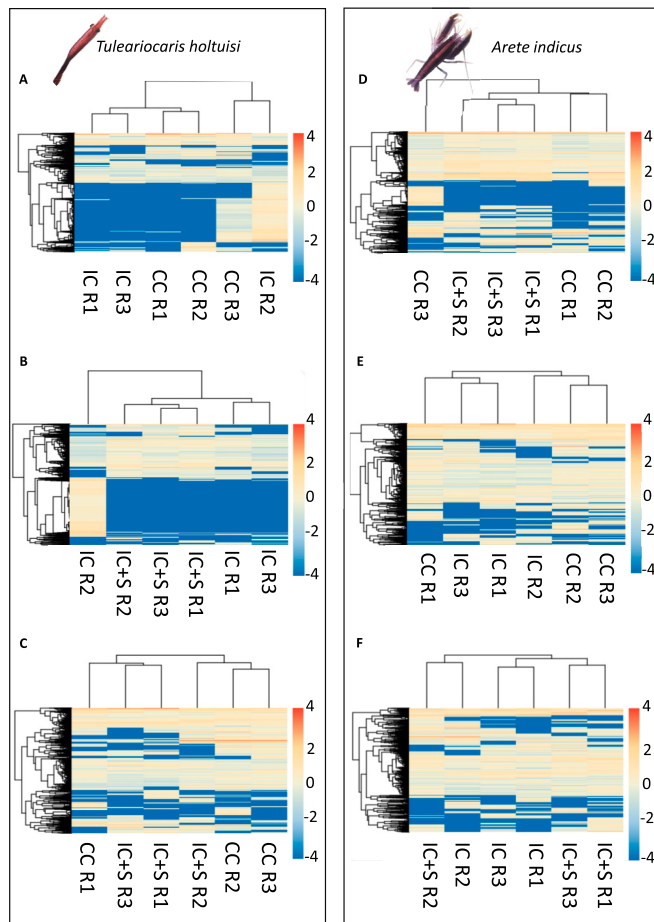 Tuleariocaris holtuisi
A
4
2
0
-2
-4
IC R1 IC R3 CC R1 CC R2 CC R3 IC R2
B
4
2
0
-2
-4
IC R2 IC+S R2 IC+S R3 IC+S R1 IC R1 IC R3
C
4
2
0
-2
-4
CC R1 IC+S R3 IC+S R1 IC+S R2 CC R2 CC R3
Arete indicus
D
4
2
0
-2
-4
CC R3 IC+S R2 IC+S R3 IC+S R1 CC R1 CC R2
E
4
2
0
-2
-4
CC R1 IC R3 IC R1 IC R2 CC R2 CC R3
F
4
2
0
-2
-4
IC+S R2 IC R2 IC R3 IC R1 IC+S R3 IC+S R1